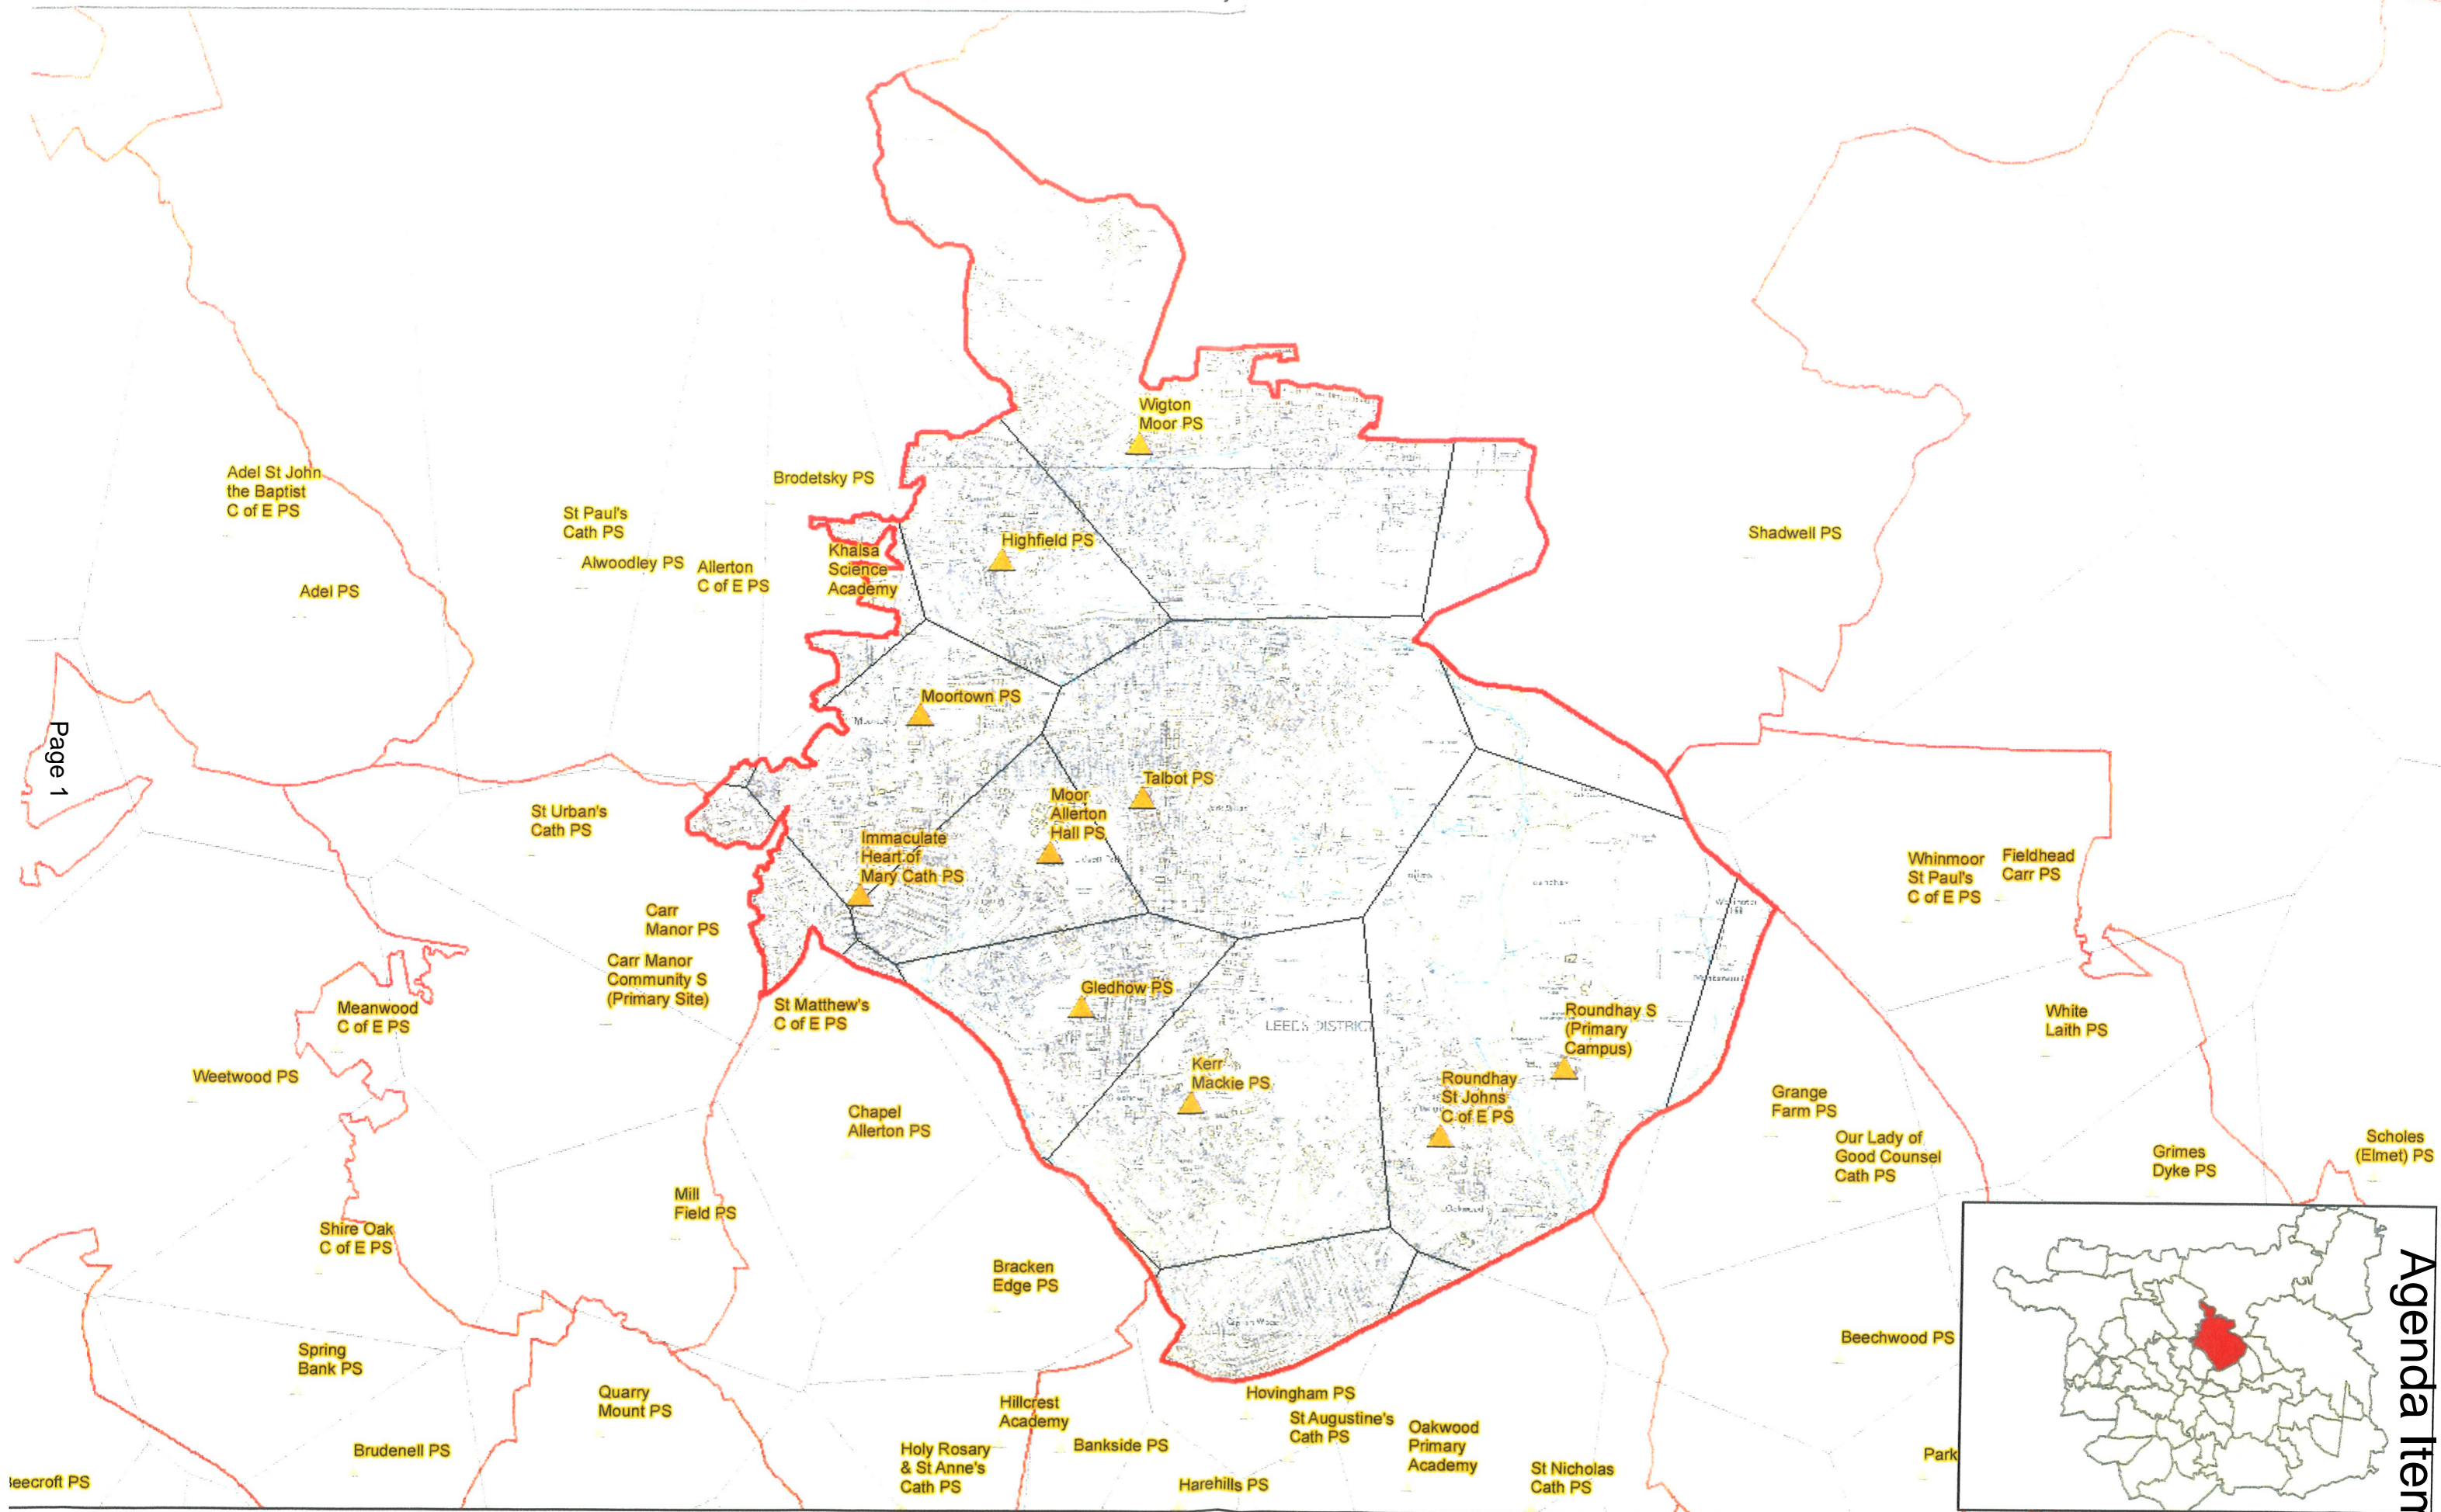 Wigton
Moor PS
Adel St John
the Baptist
C of E PS
Brodetsky PS
St Paul's
Cath PS
Alwoodley PS
Allerton
C of E PS
Khalsa
Science
Academy
Highfield PS
Shadwell PS
Adel PS
Moortown PS
Page 1
Talbot PS
Moor
Allerton
Hall PS
St Urban's
Cath PS
Immaculate
Heart of
Mary Cath PS
Whinmoor
St Paul's
C of E PS
Fieldhead
Carr PS
Carr
Manor PS
Carr Manor
Community S
(Primary Site)
Meanwood
C of E PS
St Matthew's
C of E PS
Gledhow PS
LEEDS DISTRICT
Roundhay S
(Primary
Campus)
White
Laith PS
Weetwood PS
Kerr
Mackie PS
Roundhay
St Johns
C of E PS
Grange
Farm PS
Chapel
Allerton PS
Our Lady of
Good Counsel
Cath PS
Grimes
Dyke PS
Scholes
(Elmet) PS
Mill
Field PS
Shire Oak
C of E PS
Oakwood
Bracken
Edge PS
Agenda Item
Gipton Wood
Beechwood PS
Spring
Bank PS
Quarry
Mount PS
Hillcrest
Academy
Hovingham PS
St Augustine's
Cath PS
Oakwood
Primary
Academy
Brudenell PS
Holy Rosary
& St Anne's
Cath PS
Bankside PS
Harehills PS
St Nicholas
Cath PS
Park
eecroft PS